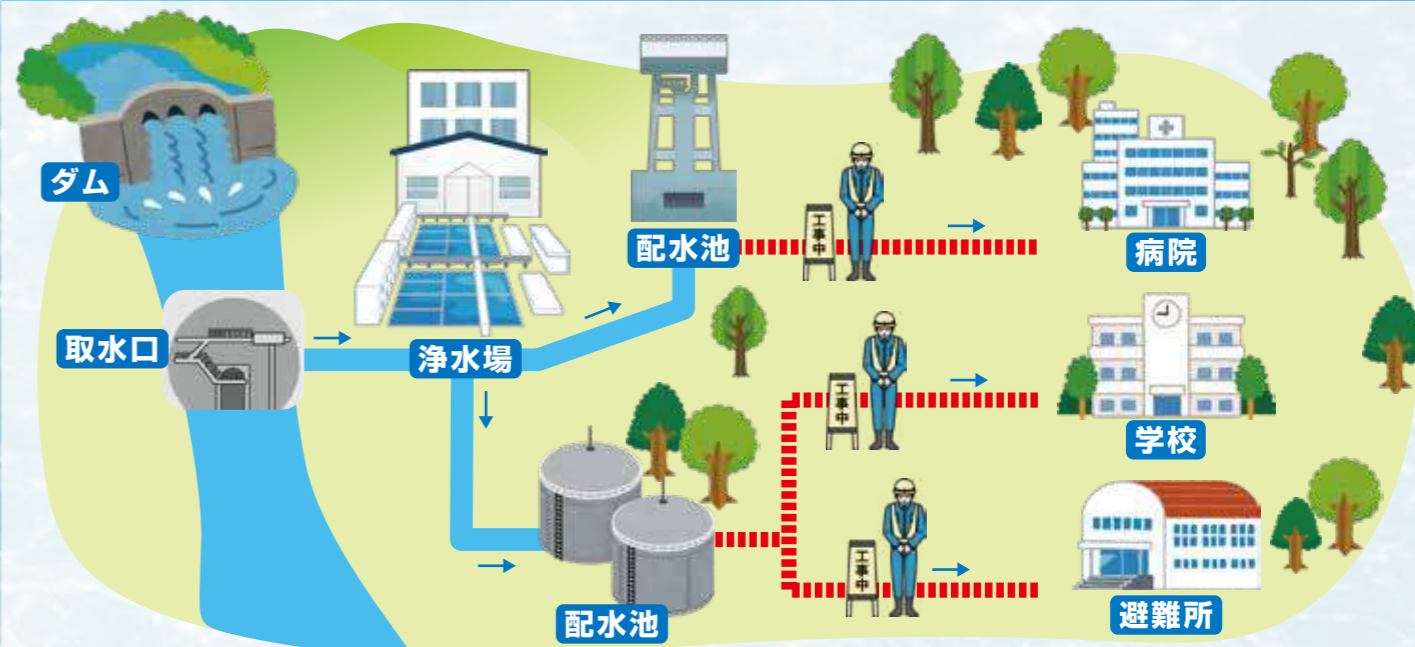 ダム
取水口
浄水場
配水池
工事中
病院
工事中
学校
配水池
工事中
避難所